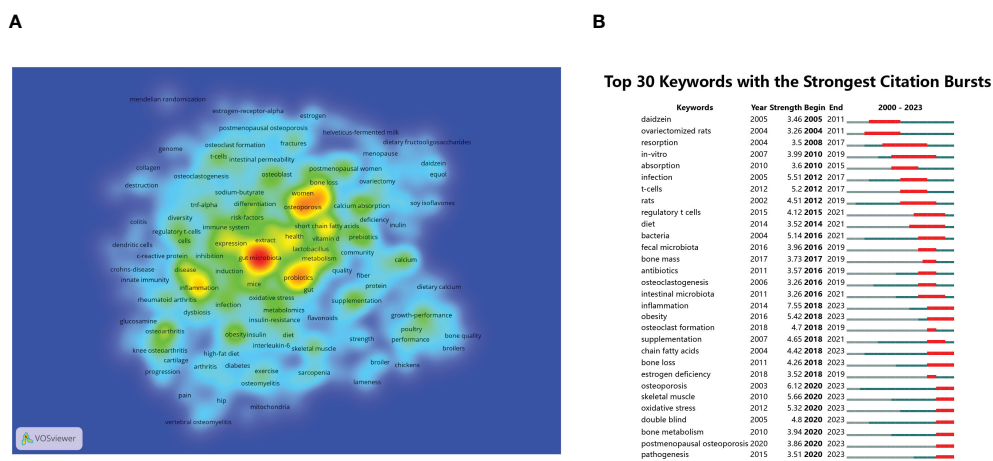 A
B
mendelian randomization
estrogen-receptor-alpha
estrogen
postmenopausal osteoporosis
helveticus-fermented milk
genome
osteoclast formation
fractures
dietary fructooligosaccharides
t-cells
intestinal permeability
menopause
collagen
osteoclastogenesis
osteoblast
postmenopausal women
daidzein
equol
destruction
bone loss
ovariectomy
sodium-butyrate
women
tnf-alpha
differentiation
osteoporosis
calcium absorption
soy isoflavones
colitis
diversity
risk-factors
deficiency
regulatory t-cells
immune system
short chain fatty acids
inulin
dendritic cells
cells
expression
extract
health
vitamin d
prebiotics
c-reactive protein
inhibition
gut microbiota
lactobacillus
metabolism
community
calcium
crohns-disease
disease
induction
quality
innate immunity
probiotics
fiber
inflammation
mice
gut
protein
dietary calcium
rheumatoid arthritis
infection
oxidative stress
supplementation
dysbiosis
metabolomics
glucosamine
insulin-resistance
flavonoids
growth-performance
osteoarthritis
obesity
insulin
diet
poultry
strength
performance
bone quality
knee osteoarthritis
high-fat diet
interleukin-6
skeletal muscle
broilers
cartilage
arthritis
diabetes
exercise
sarcopenia
broiler
chickens
progression
osteomyelitis
lameness
pain
hip
mitochondria
vertebral osteomyelitis
VOSviewer
Top 30 Keywords with the Strongest Citation Bursts
Keywords Year Strength Begin End 2000 - 2023
daidzein 2005 3.46 2005 2011
ovariectomized rats 2004 3.26 2004 2011
resorption 2004 3.5 2008 2017
in-vitro 2007 3.99 2010 2019
absorption 2010 3.6 2010 2015
infection 2005 5.51 2012 2017
t-cells 2012 5.2 2012 2017
rats 2002 4.51 2012 2019
regulatory t cells 2015 4.12 2015 2021
diet 2014 3.52 2014 2021
bacteria 2004 5.14 2016 2021
fecal microbiota 2016 3.96 2016 2019
bone mass 2017 3.73 2017 2019
antibiotics 2011 3.57 2016 2019
osteoclastogenesis 2006 3.26 2016 2019
intestinal microbiota 2011 3.26 2016 2021
inflammation 2014 7.55 2018 2023
obesity 2016 5.42 2018 2023
osteoclast formation 2018 4.7 2018 2019
supplementation 2007 4.65 2018 2021
chain fatty acids 2004 4.42 2018 2023
bone loss 2011 4.26 2018 2023
estrogen deficiency 2018 3.52 2018 2019
osteoporosis 2003 6.12 2020 2023
skeletal muscle 2010 5.66 2020 2023
oxidative stress 2012 5.32 2020 2023
double blind 2005 4.8 2020 2023
bone metabolism 2010 3.94 2020 2023
postmenopausal osteoporosis 2020 3.86 2020 2023
pathogenesis 2015 3.51 2020 2023